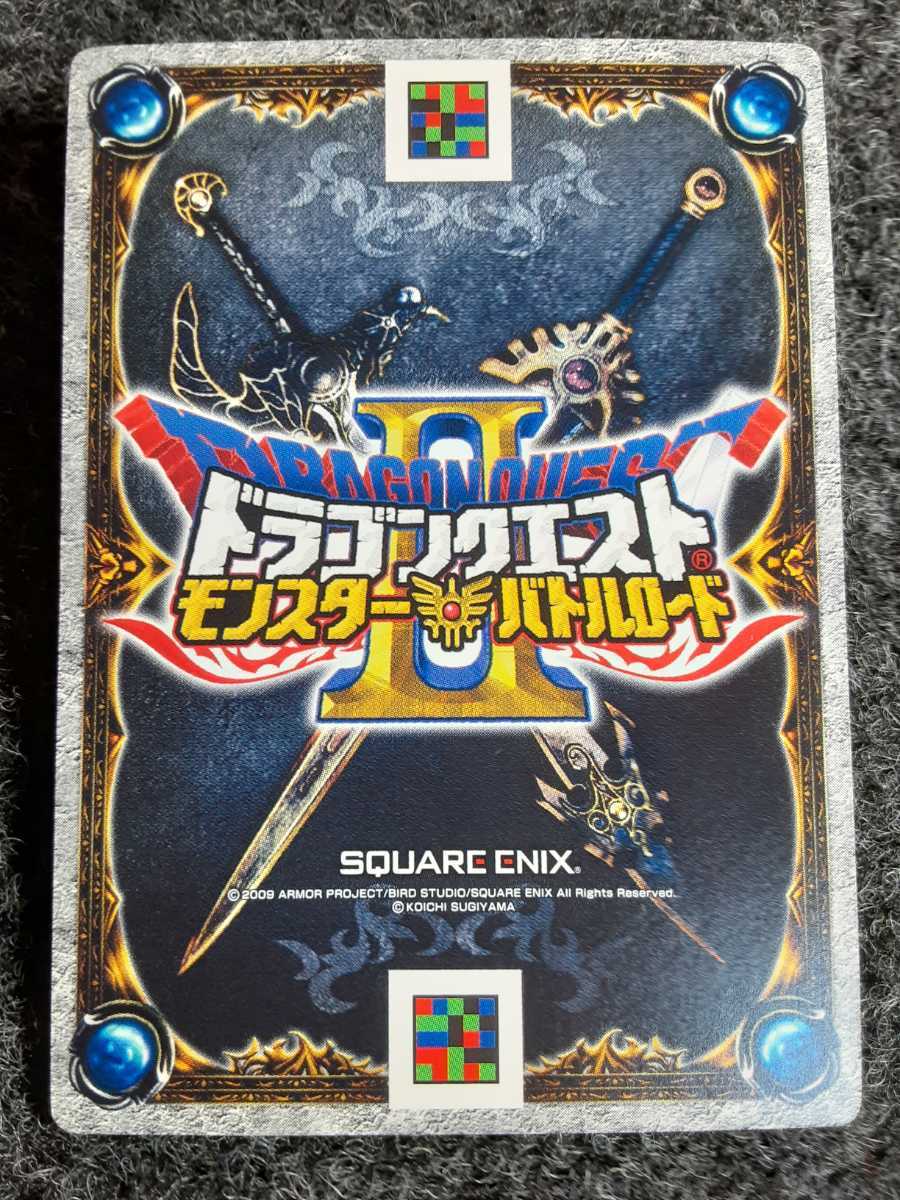 DRAGON QUEST
II
ドラゴンクエスト®
モンスターバトルロード
SQUARE ENIX®
©2009 ARMOR PROJECT/BIRD STUDIO/SQUARE ENIX All Rights Reserved.
©KOICHI SUGIYAMA